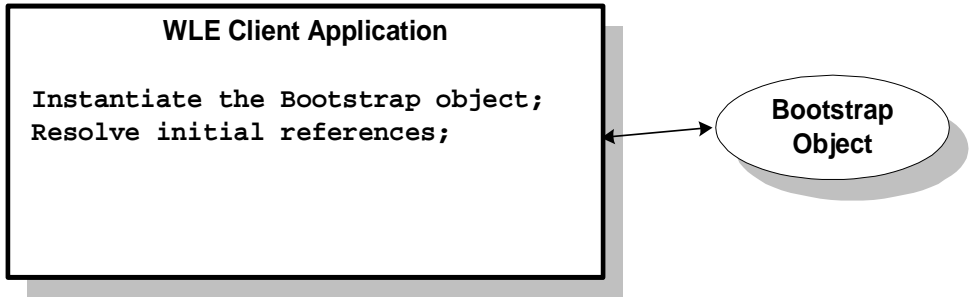 WLE Client Application
Instantiate the Bootstrap object;
Resolve initial references;
Bootstrap
Object